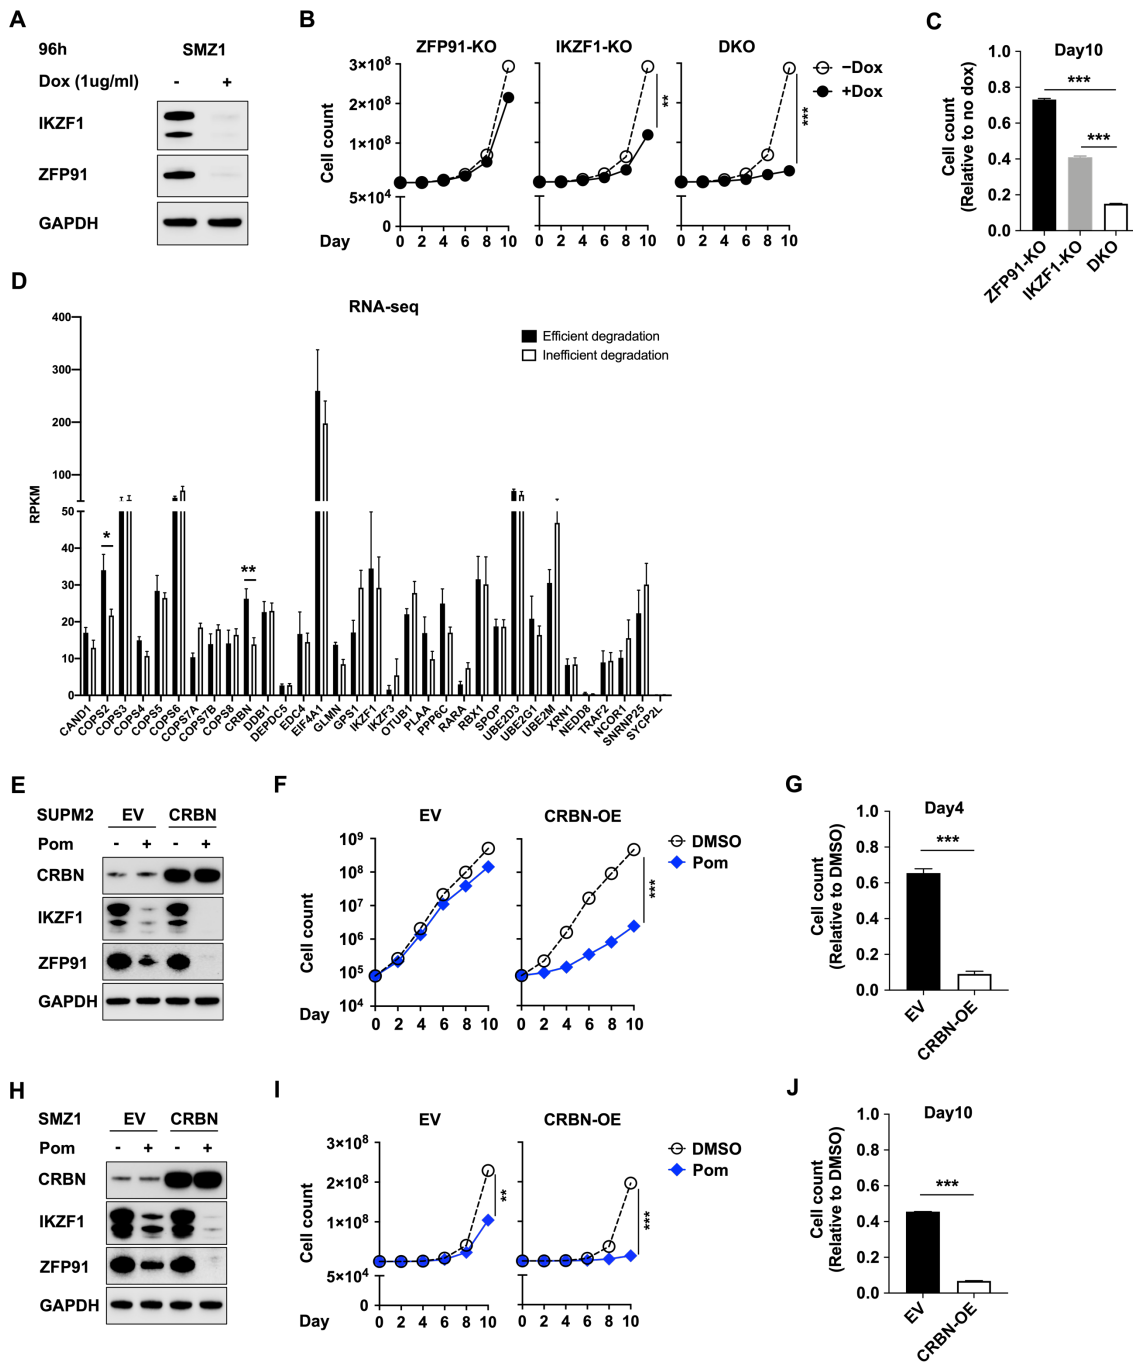 A
96h
SMZ1
Dox (1ug/ml)
- +
IKZF1
ZFP91
GAPDH
B
ZFP91-KO
IKZF1-KO
DKO
Cell count
3×10⁸
2×10⁸
1×10⁸
5×10⁴
0
Day
0 2 4 6 8 10
0 2 4 6 8 10
0 2 4 6 8 10
**
***
−Dox
+Dox
C
Day10
***
***
Cell count
(Relative to no dox)
1.0
0.8
0.6
0.4
0.2
0.0
ZFP91-KO
IKZF1-KO
DKO
D
RNA-seq
Efficient degradation
Inefficient degradation
RPKM
400
300
200
100
50
40
30
20
10
0
*
**
CAND1
COPS2
COPS3
COPS4
COPS5
COPS6
COPS7A
COPS7B
COPS8
CRBN
DDB1
DEPDC5
EDC4
EIF4A1
GLMN
GPS1
IKZF1
IKZF3
OTUB1
PLAA
PPP6C
RARA
RBX1
SPOP
UBE2D3
UBE2G1
UBE2M
XRN1
NEDD8
TRAF2
NCOR1
SNRNP25
SYCP2L
E
SUPM2 EV CRBN
Pom - + - +
CRBN
IKZF1
ZFP91
GAPDH
F
EV
CRBN-OE
Cell count
10⁹
10⁸
10⁷
10⁶
10⁵
10⁴
Day
0 2 4 6 8 10
0 2 4 6 8 10
***
DMSO
Pom
G
Day4
***
Cell count
(Relative to DMSO)
1.0
0.8
0.6
0.4
0.2
0.0
EV
CRBN-OE
H
SMZ1 EV CRBN
Pom - + - +
CRBN
IKZF1
ZFP91
GAPDH
I
EV
CRBN-OE
Cell count
3×10⁸
2×10⁸
1×10⁸
5×10⁴
0
Day
0 2 4 6 8 10
0 2 4 6 8 10
**
***
DMSO
Pom
J
Day10
***
Cell count
(Relative to DMSO)
1.0
0.8
0.6
0.4
0.2
0.0
EV
CRBN-OE